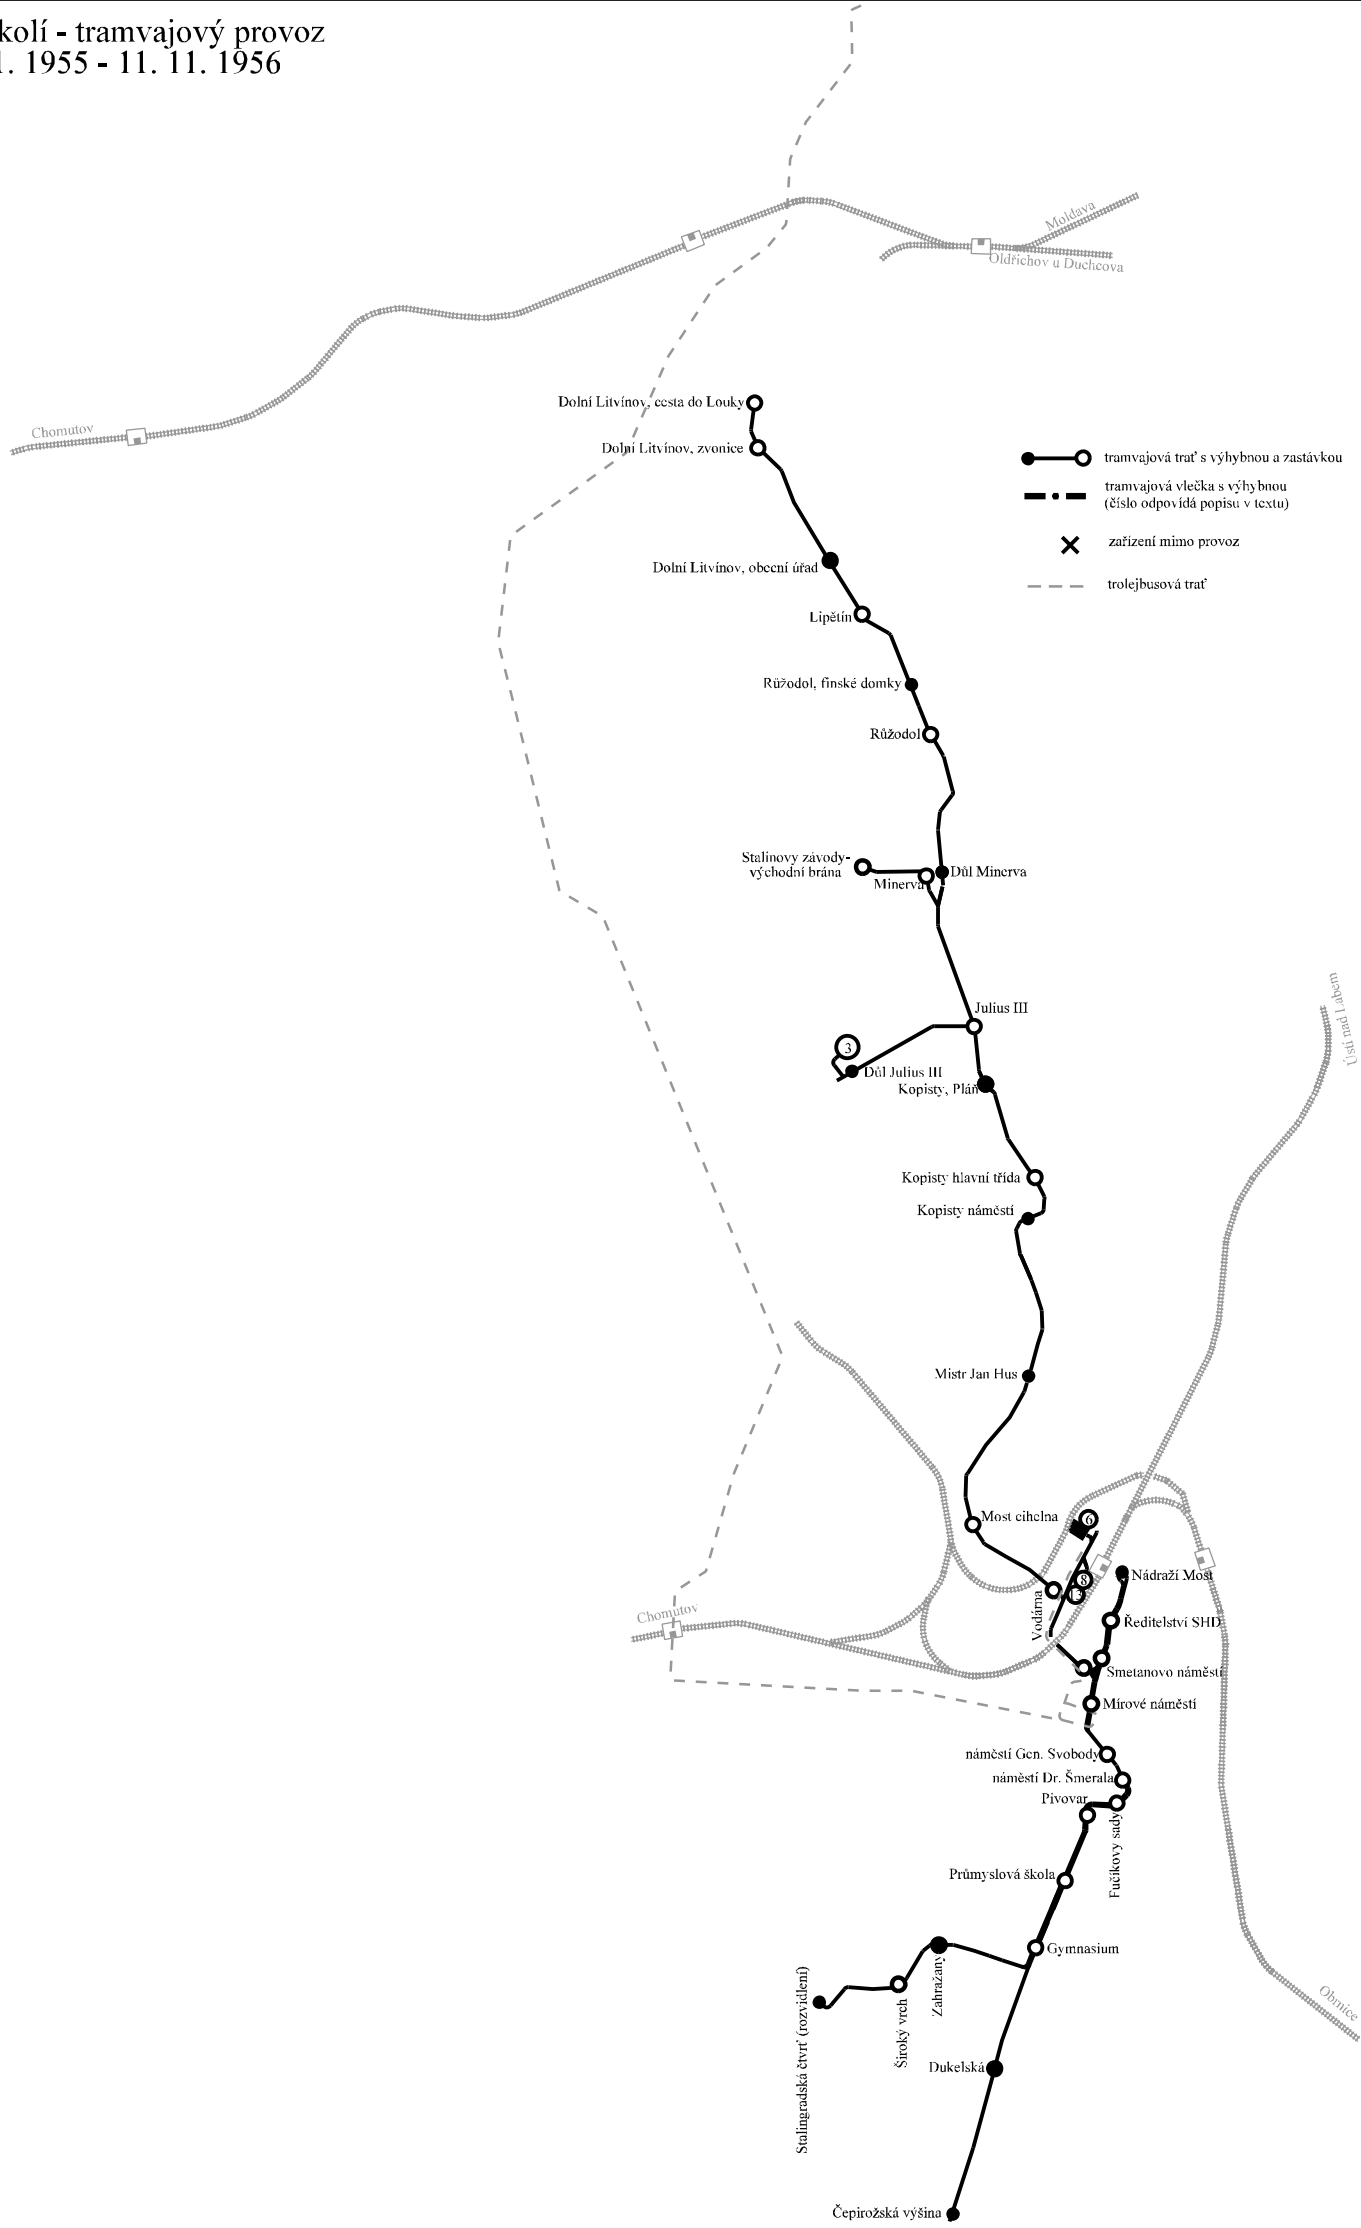 kolí - tramvajový provoz
1. 1955 - 11. 11. 1956
Moldava
Oldřichov u Duchcova
Chomutov
Dolní Litvínov, cesta do Louky
Dolní Litvínov, zvonice
tramvajová trať s výhybnou a zastávkou
tramvajová vlečka s výhybnou
(číslo odpovídá popisu v textu)
zařízení mimo provoz
trolejbusová trať
Dolní Litvínov, obecní úřad
Lipětín
Růžodol, finské domky
Růžodol
Stalinovy závody-
východní brána
Minerva
Důl Minerva
Ústí nad Labem
Julius III
3
Důl Julius III
Kopisty, Pláň
Kopisty hlavní třída
Kopisty náměstí
Mistr Jan Hus
Most cihelna
6
8
Vodárna
Nádraží Most
Chomutov
Ředitelství SHD
Smetanovo náměstí
Mírové náměstí
náměstí Gen. Svobody
náměstí Dr. Šmerala
Pivovar
Fučíkovy sady
Průmyslová škola
Gymnasium
Zahražany
Široký vrch
Stalingradská čtvrť (rozvidlení)
Obrnice
Dukelská
Čepirožská výšina